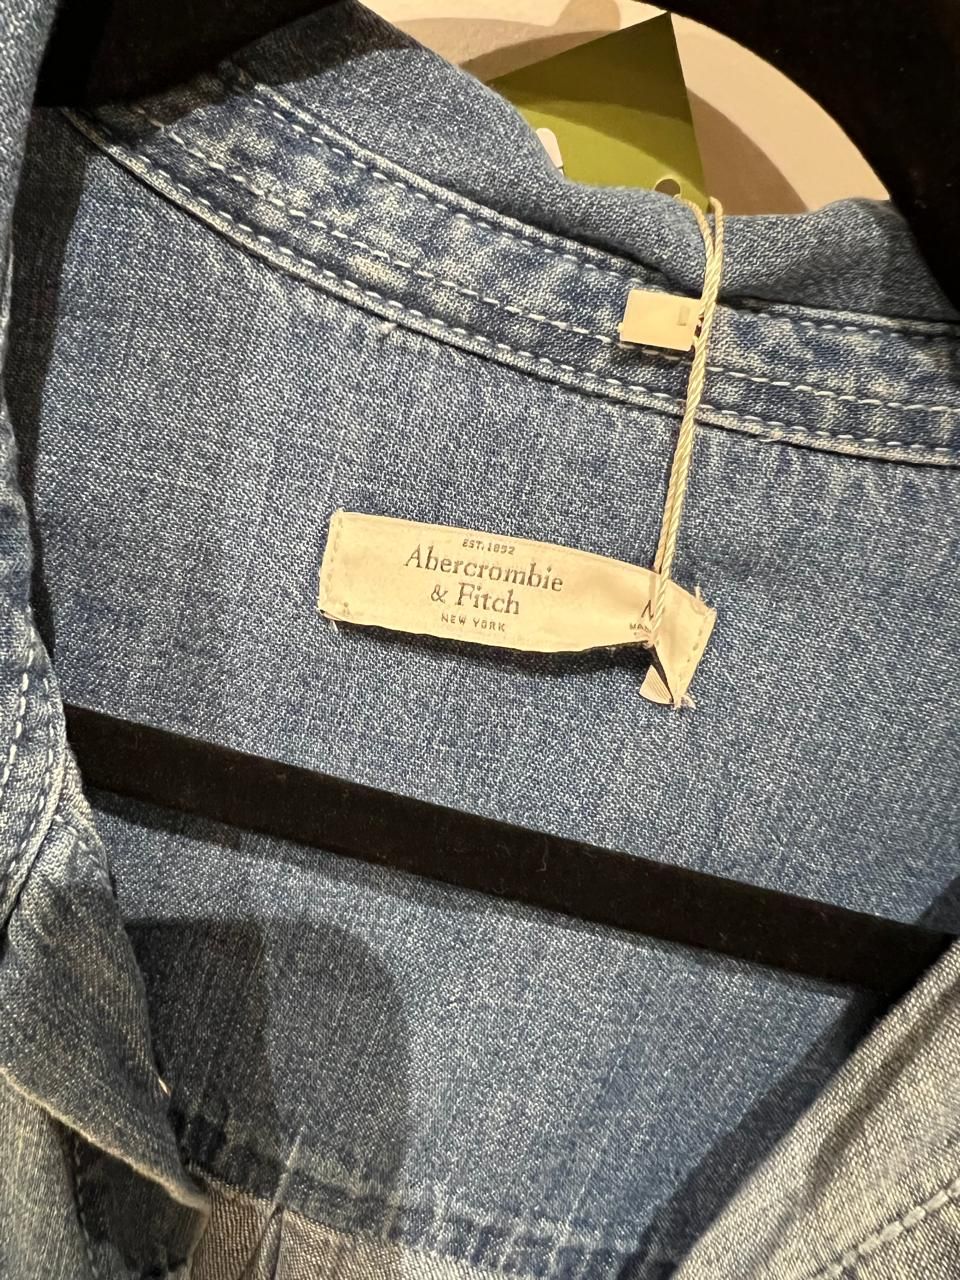 EST. 1892
Abercrombie
& Fitch
NEW YORK
M